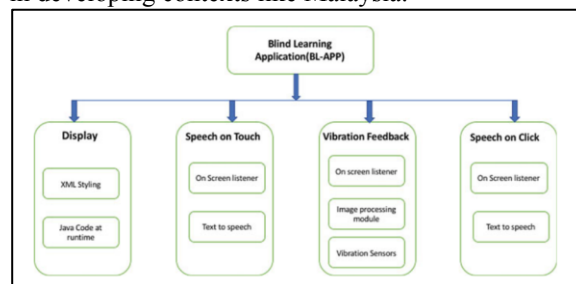 in developing contexts like Malaysia.
Blind Learning
Application(BL-APP)
Display
XML Styling
Java Code at
runtime
Speech on Touch
On Screen listener
Text to speech
Vibration Feedback
On screen listener
Image processing
module
Vibration Sensors
Speech on Click
On Screen listener
Text to speech